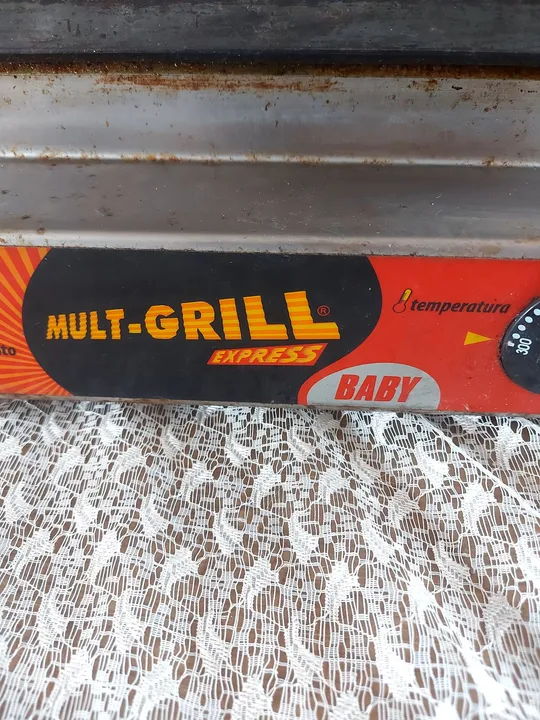 MULT-GRILL®
EXPRESS
BABY
temperatura
300